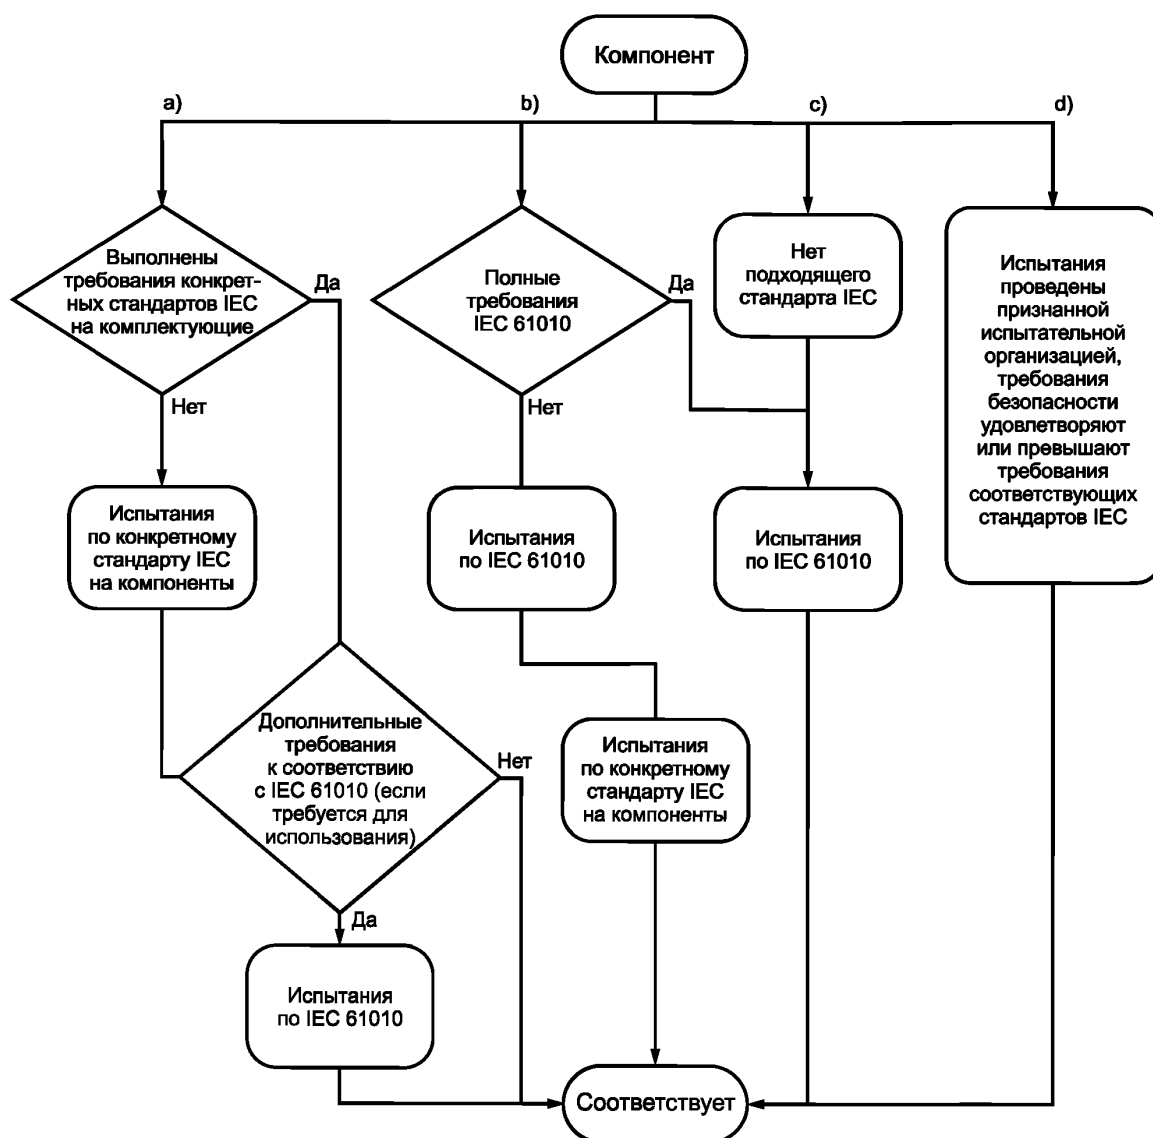 Компонент
a)
b)
c)
d)
Выполнены
требования конкрет-
ных стандартов IEC
на комплектующие
Да
Нет
Полные
требования
IEC 61010
Да
Нет
Нет
подходящего
стандарта IEC
Испытания
проведены
признанной
испытательной
организацией,
требования
безопасности
удовлетворяют
или превышают
требования
соответствующих
стандартов IEC
Испытания
по конкретному
стандарту IEC
на компоненты
Испытания
по IEC 61010
Испытания
по IEC 61010
Дополнительные
требования
к соответствию
с IEC 61010 (если
требуется для
использования)
Нет
Да
Испытания
по конкретному
стандарту IEC
на компоненты
Испытания
по IEC 61010
Соответствует